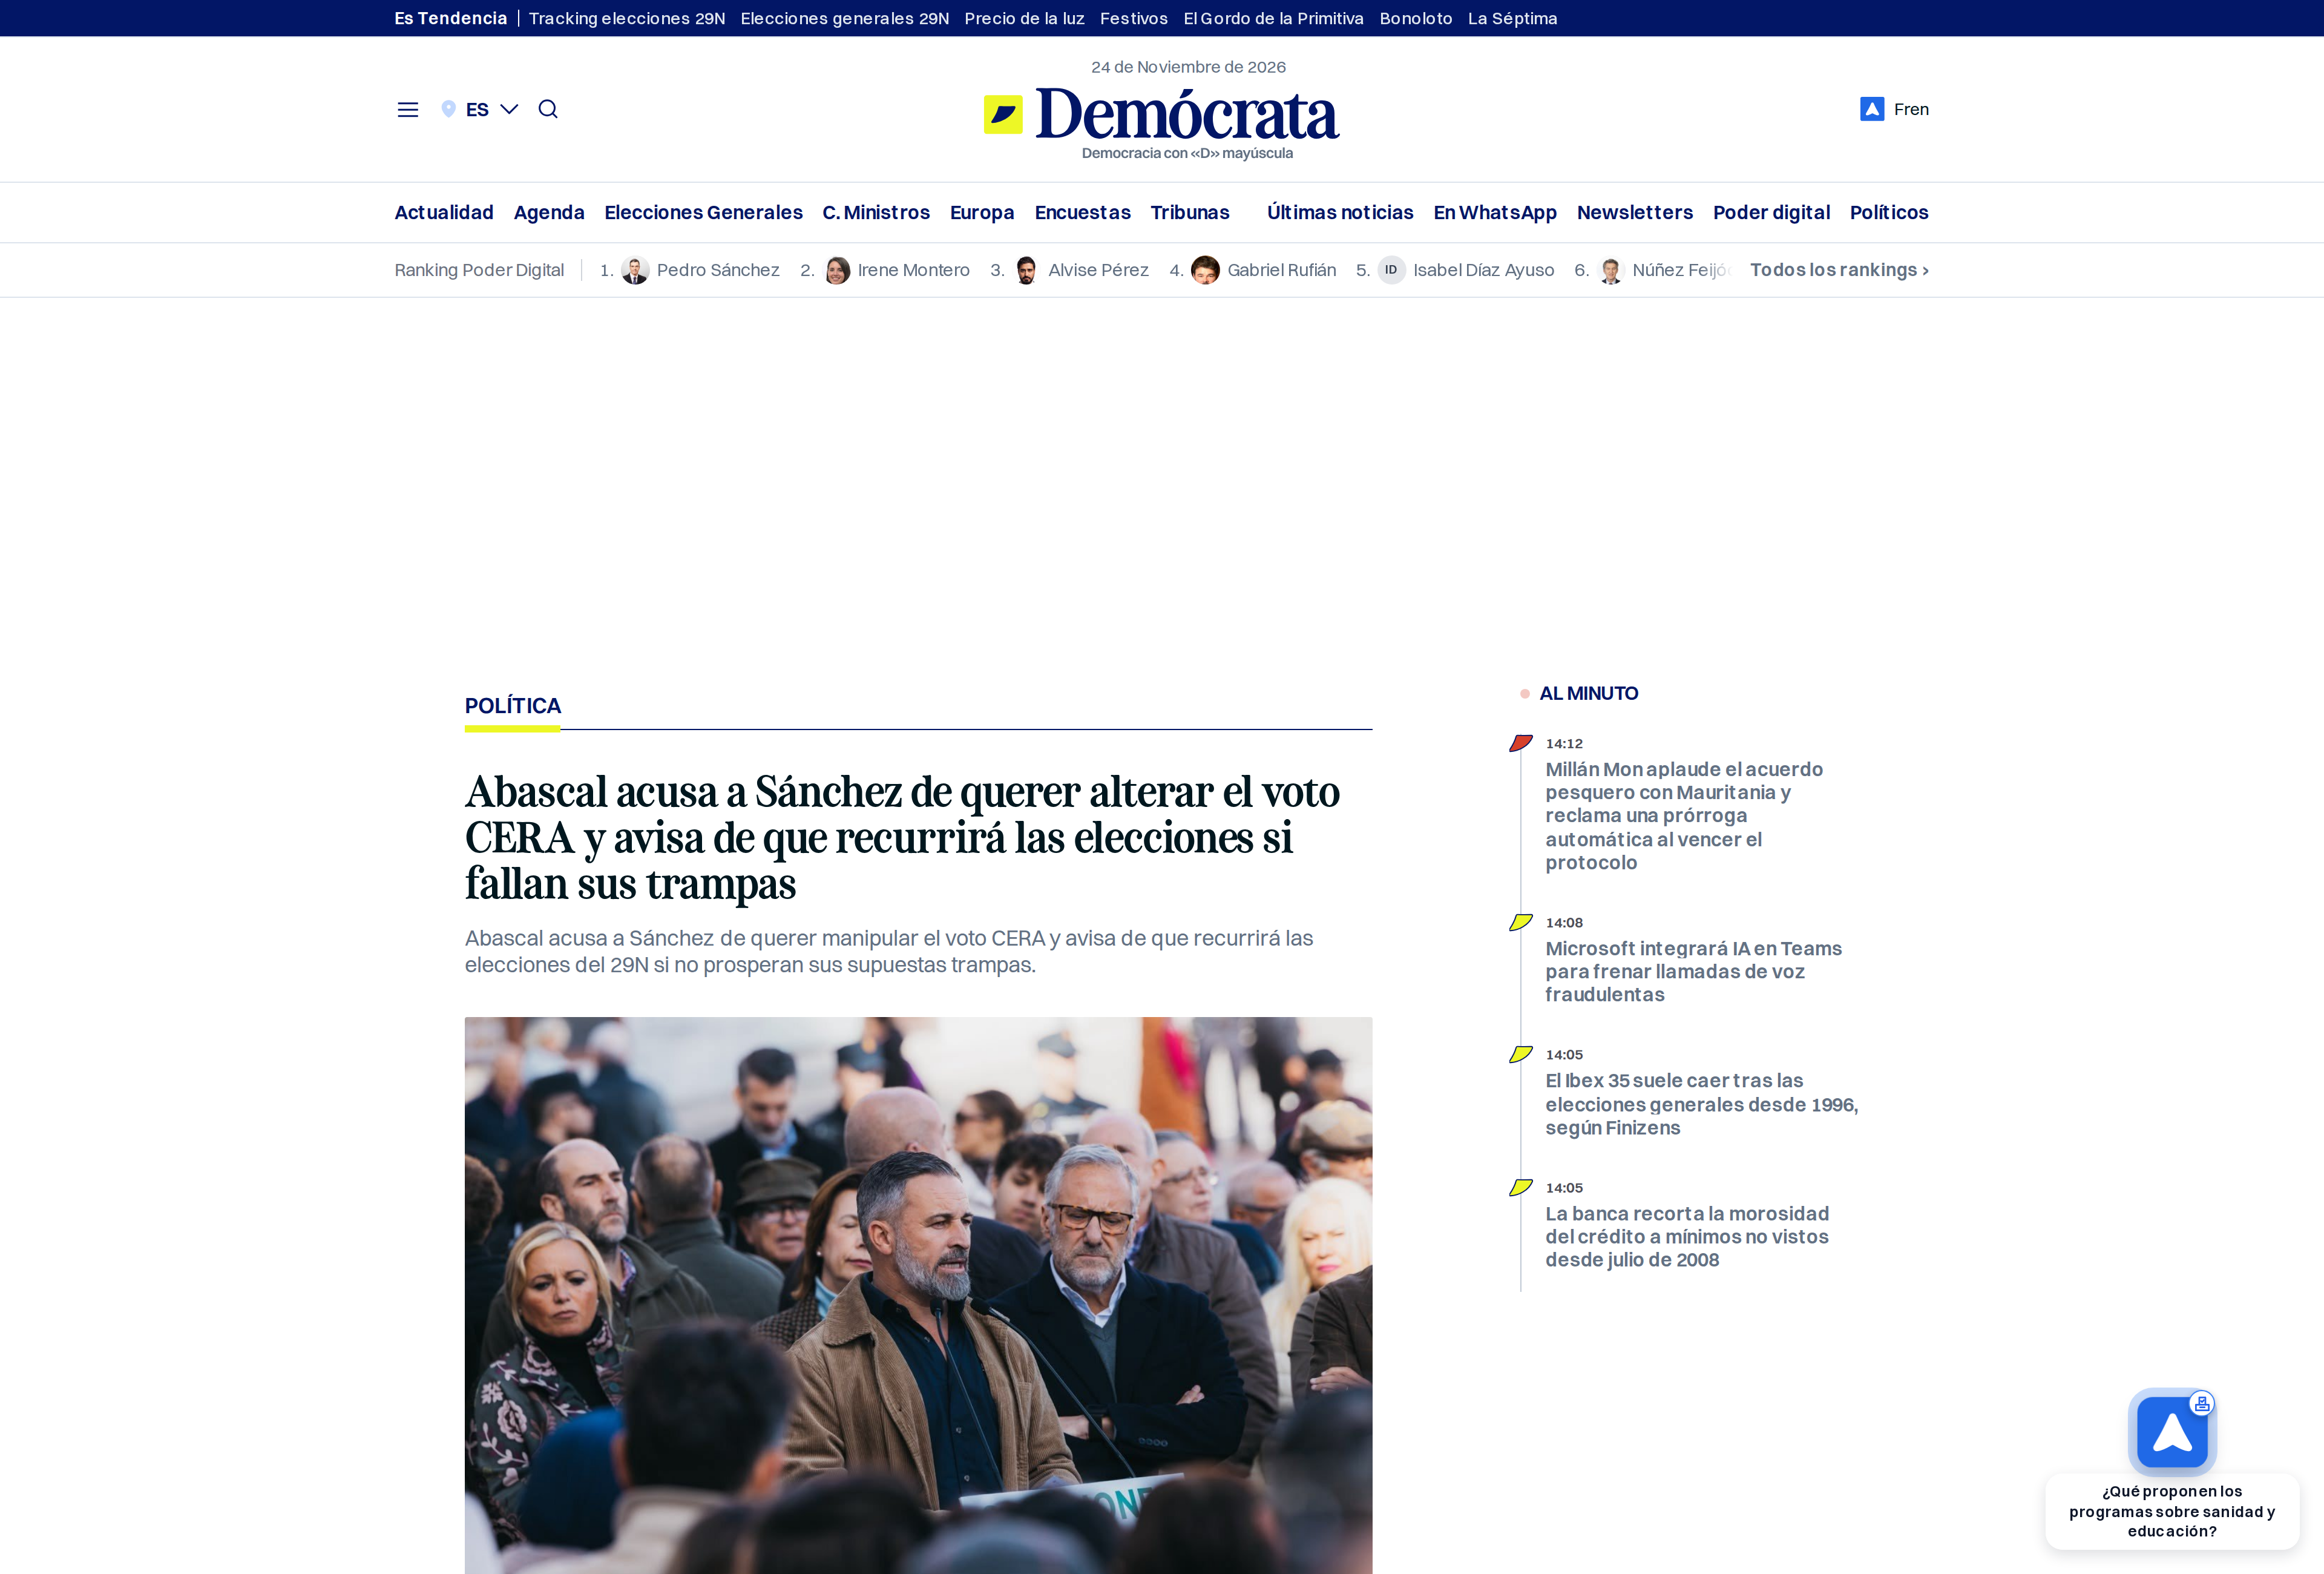 Es Tendencia | Tracking elecciones 29N Elecciones generales 29N Precio de la luz Festivos El Gordo de la Primitiva Bonoloto La Séptima
24 de Noviembre de 2026
ES
Demócrata
Democracia con «D» mayúscula
Fren
Actualidad Agenda Elecciones Generales C. Ministros Europa Encuestas Tribunas Últimas noticias En WhatsApp Newsletters Poder digital Políticos
Ranking Poder Digital 1. Pedro Sánchez 2. Irene Montero 3. Alvise Pérez 4. Gabriel Rufián 5. ID Isabel Díaz Ayuso 6. Núñez Feijóo Todos los rankings ›
POLÍTICA
Abascal acusa a Sánchez de querer alterar el voto
CERA y avisa de que recurrirá las elecciones si
fallan sus trampas
Abascal acusa a Sánchez de querer manipular el voto CERA y avisa de que recurrirá las
elecciones del 29N si no prosperan sus supuestas trampas.
AL MINUTO
14:12
Millán Mon aplaude el acuerdo
pesquero con Mauritania y
reclama una prórroga
automática al vencer el
protocolo
14:08
Microsoft integrará IA en Teams
para frenar llamadas de voz
fraudulentas
14:05
El Ibex 35 suele caer tras las
elecciones generales desde 1996,
según Finizens
14:05
La banca recorta la morosidad
del crédito a mínimos no vistos
desde julio de 2008
¿Qué proponen los
programas sobre sanidad y
educación?